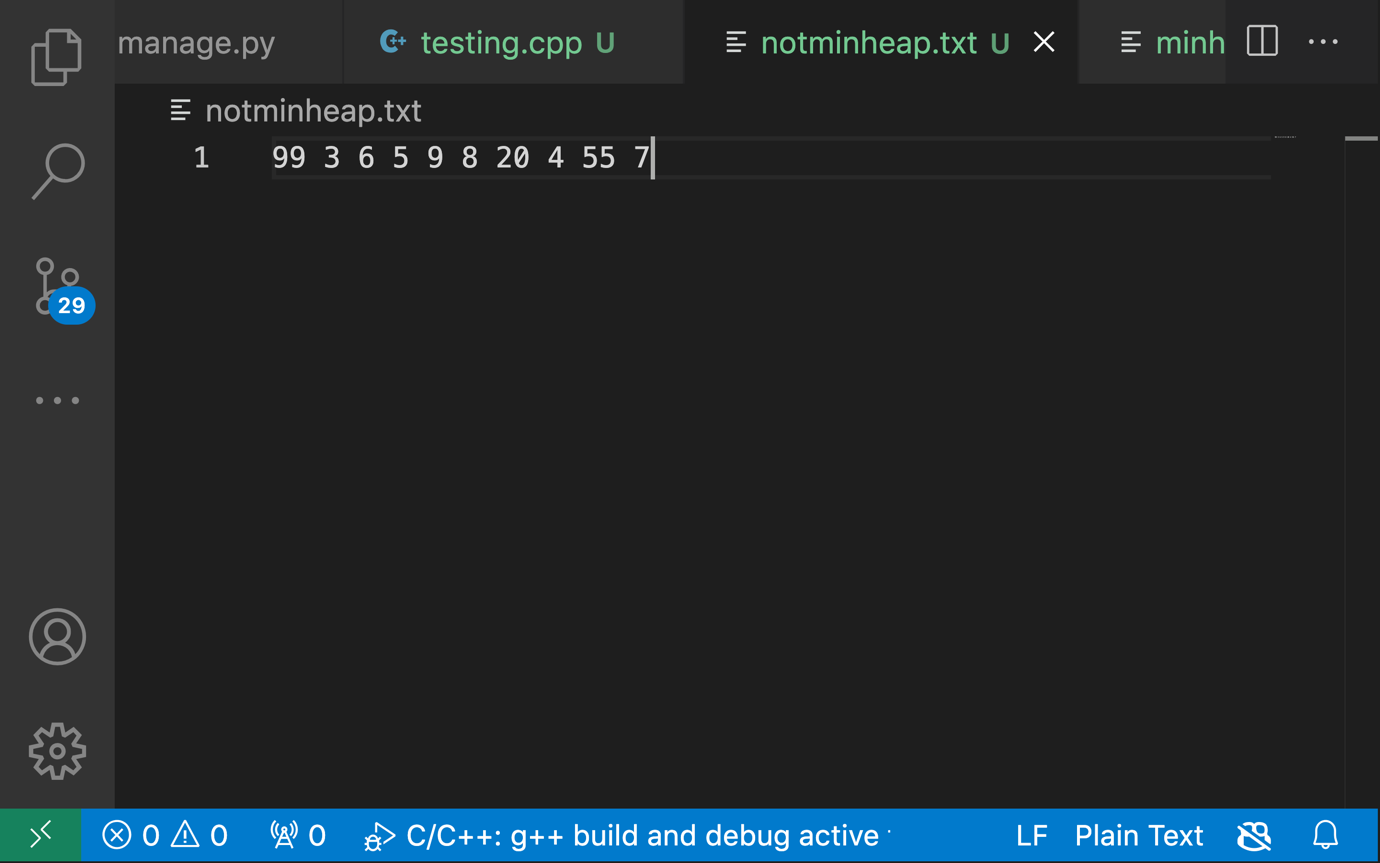 manage.py
testing.cpp U
notminheap.txt U
minh
notminheap.txt
1 99 3 6 5 9 8 20 4 55 7
29
0 0 0 C/C++: g++ build and debug active
LF Plain Text